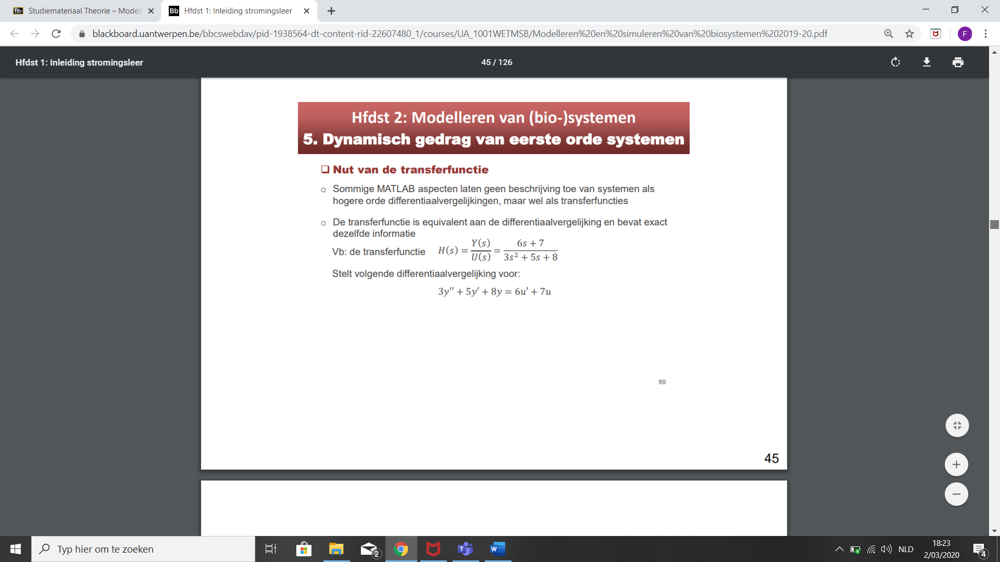 Studiemateriaal Theorie – Modell
Hfdst 1: Inleiding stromingsleer
blackboard.uantwerpen.be/bbcswebdav/pid-1938564-dt-content-rid-22607480_1/courses/UA_1001WETMSB/Modelleren%20en%20simuleren%20van%20biosystemen%202019-20.pdf
F
Hfdst 1: Inleiding stromingsleer
45 / 126
Hfdst 2: Modelleren van (bio-)systemen
5. Dynamisch gedrag van eerste orde systemen
Nut van de transferfunctie
Sommige MATLAB aspecten laten geen beschrijving toe van systemen als
hogere orde differentiaalvergelijkingen, maar wel als transferfuncties
De transferfunctie is equivalent aan de differentiaalvergelijking en bevat exact
dezelfde informatie
Vb: de transferfunctie H(s) = Y(s)/U(s) = (6s + 7)/(3s² + 5s + 8)
Stelt volgende differentiaalvergelijking voor:
3y′′ + 5y′ + 8y = 6u′ + 7u
90
45
Typ hier om te zoeken
2
NLD
18:23
2/03/2020
4